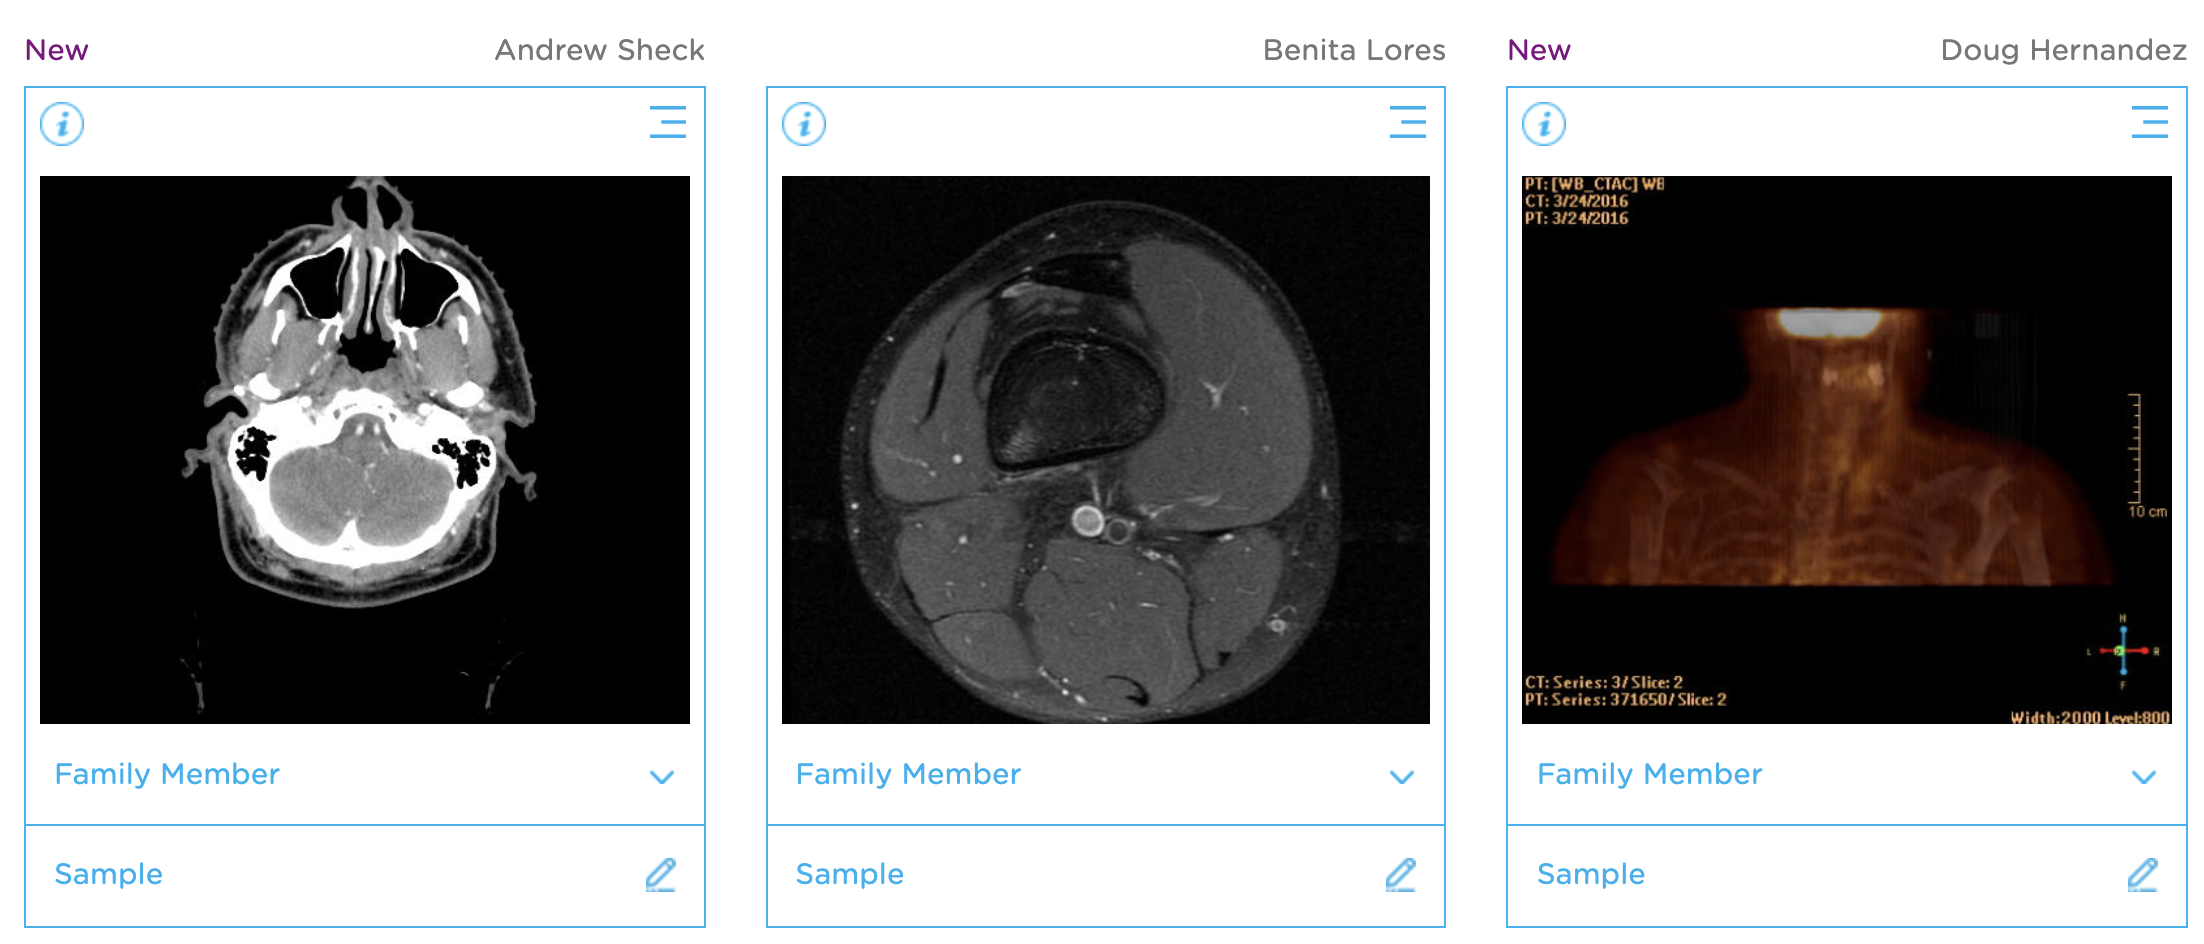 New
Andrew Sheck
Benita Lores
New
Doug Hernandez
PT: [WB_CTAC] WB
CT: 3/24/2016
PT: 3/24/2016
10 cm
H
L
R
F
CT: Series: 3/ Slice: 2
PT: Series: 371650/ Slice: 2
Width:2000 Level:800
Family Member
Family Member
Family Member
Sample
Sample
Sample